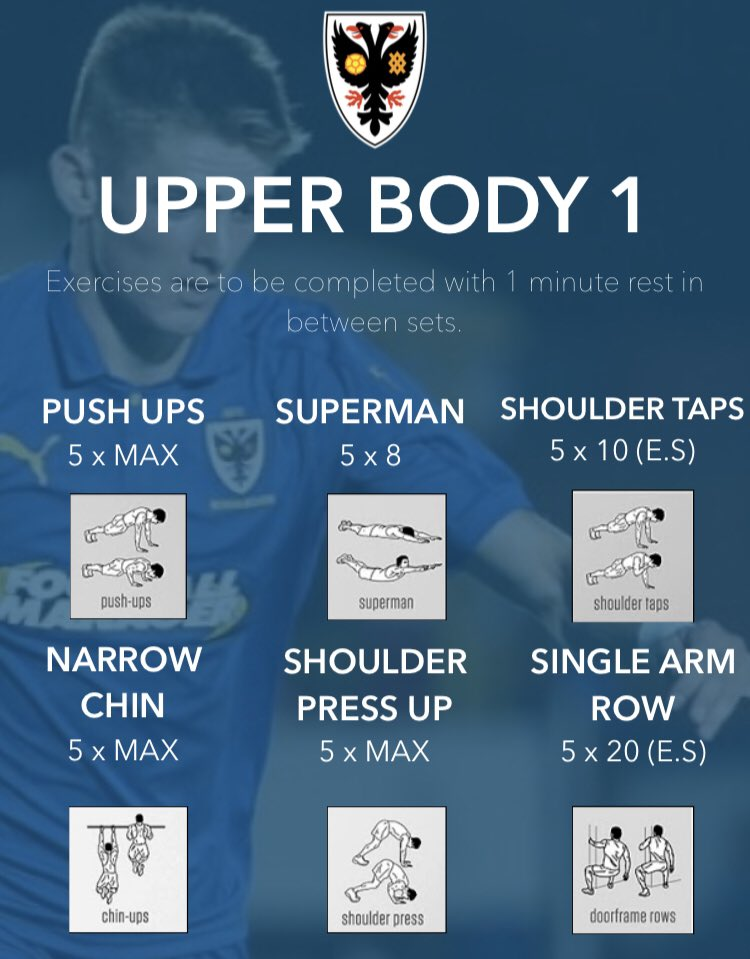 UPPER BODY 1
Exercises are to be completed with 1 minute rest in
between sets.
PUSH UPS
5 x MAX
push-ups
SUPERMAN
5 x 8
superman
SHOULDER TAPS
5 x 10 (E.S)
shoulder taps
FOOTBALL
MANAGER
NARROW
CHIN
5 x MAX
chin-ups
SHOULDER
PRESS UP
5 x MAX
shoulder press
SINGLE ARM
ROW
5 x 20 (E.S)
doorframe rows